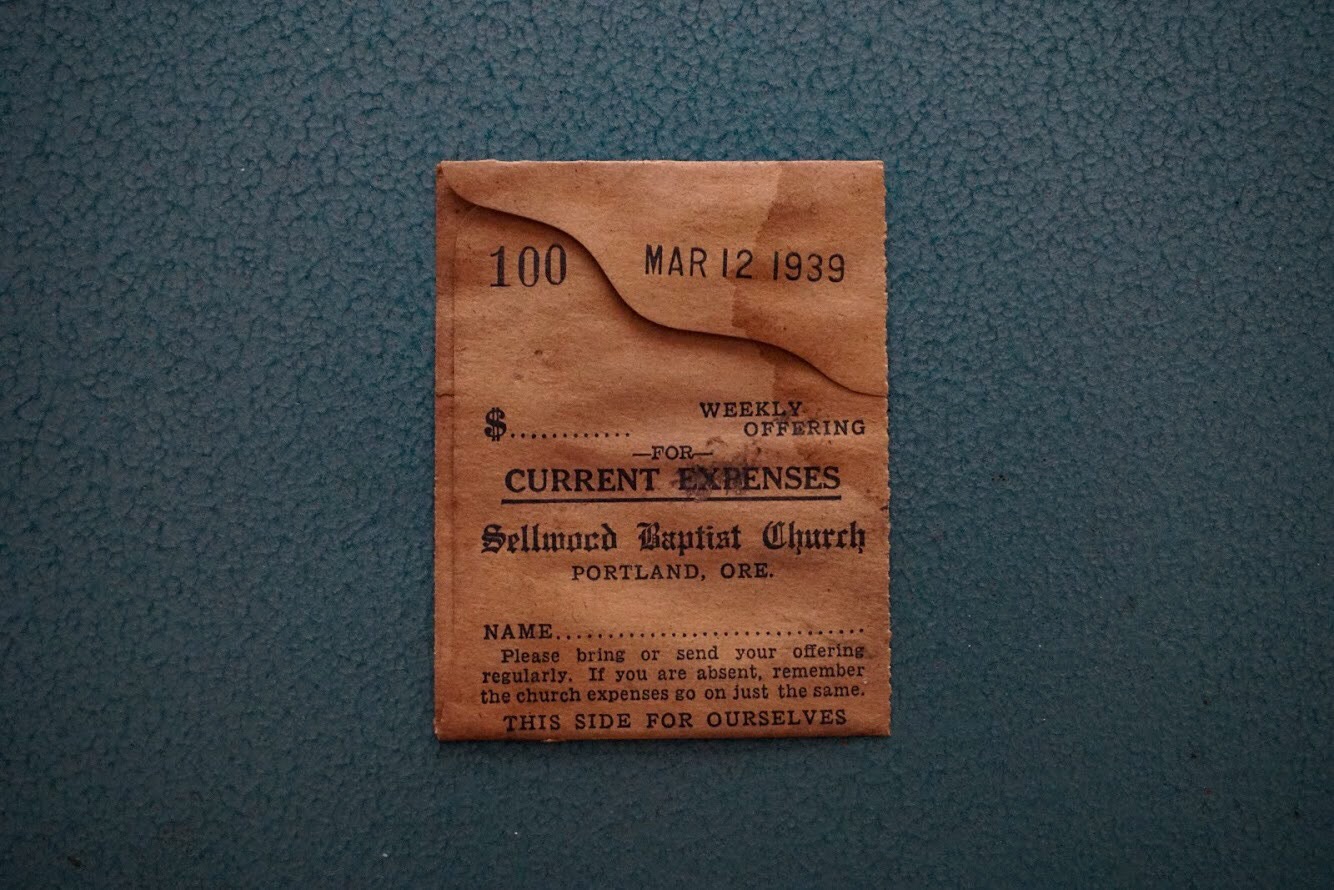 100 MAR 12 1939
$............ WEEKLY
OFFERING
—FOR—
CURRENT EXPENSES
Sellwood Baptist Church
PORTLAND, ORE.
NAME..............................
Please bring or send your offering
regularly. If you are absent, remember
the church expenses go on just the same.
THIS SIDE FOR OURSELVES